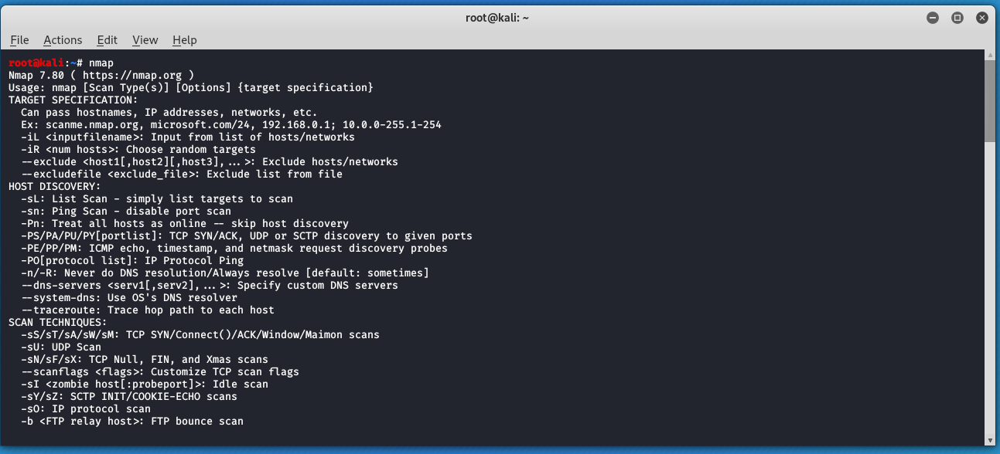 root@kali: ~
File Actions Edit View Help
root@kali:~# nmap
Nmap 7.80 ( https://nmap.org )
Usage: nmap [Scan Type(s)] [Options] {target specification}
TARGET SPECIFICATION:
  Can pass hostnames, IP addresses, networks, etc.
  Ex: scanme.nmap.org, microsoft.com/24, 192.168.0.1; 10.0.0-255.1-254
  -iL <inputfilename>: Input from list of hosts/networks
  -iR <num hosts>: Choose random targets
  --exclude <host1[,host2][,host3],...>: Exclude hosts/networks
  --excludefile <exclude_file>: Exclude list from file
HOST DISCOVERY:
  -sL: List Scan - simply list targets to scan
  -sn: Ping Scan - disable port scan
  -Pn: Treat all hosts as online -- skip host discovery
  -PS/PA/PU/PY[portlist]: TCP SYN/ACK, UDP or SCTP discovery to given ports
  -PE/PP/PM: ICMP echo, timestamp, and netmask request discovery probes
  -PO[protocol list]: IP Protocol Ping
  -n/-R: Never do DNS resolution/Always resolve [default: sometimes]
  --dns-servers <serv1[,serv2],...>: Specify custom DNS servers
  --system-dns: Use OS's DNS resolver
  --traceroute: Trace hop path to each host
SCAN TECHNIQUES:
  -sS/sT/sA/sW/sM: TCP SYN/Connect()/ACK/Window/Maimon scans
  -sU: UDP Scan
  -sN/sF/sX: TCP Null, FIN, and Xmas scans
  --scanflags <flags>: Customize TCP scan flags
  -sI <zombie host[:probeport]>: Idle scan
  -sY/sZ: SCTP INIT/COOKIE-ECHO scans
  -sO: IP protocol scan
  -b <FTP relay host>: FTP bounce scan